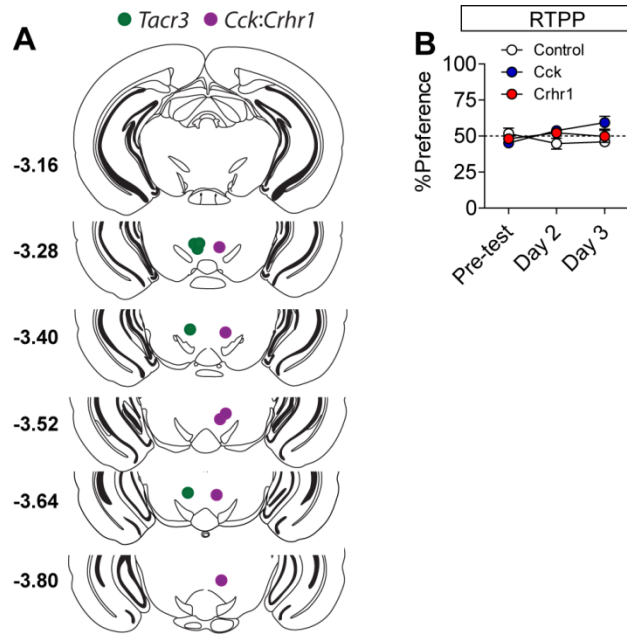 A
Tacr3 Cck:Crhr1
-3.16
-3.28
-3.40
-3.52
-3.64
-3.80
RTPP
B
Control
Cck
Crhr1
%Preference
100
75
50
25
0
Pre-test
Day 2
Day 3